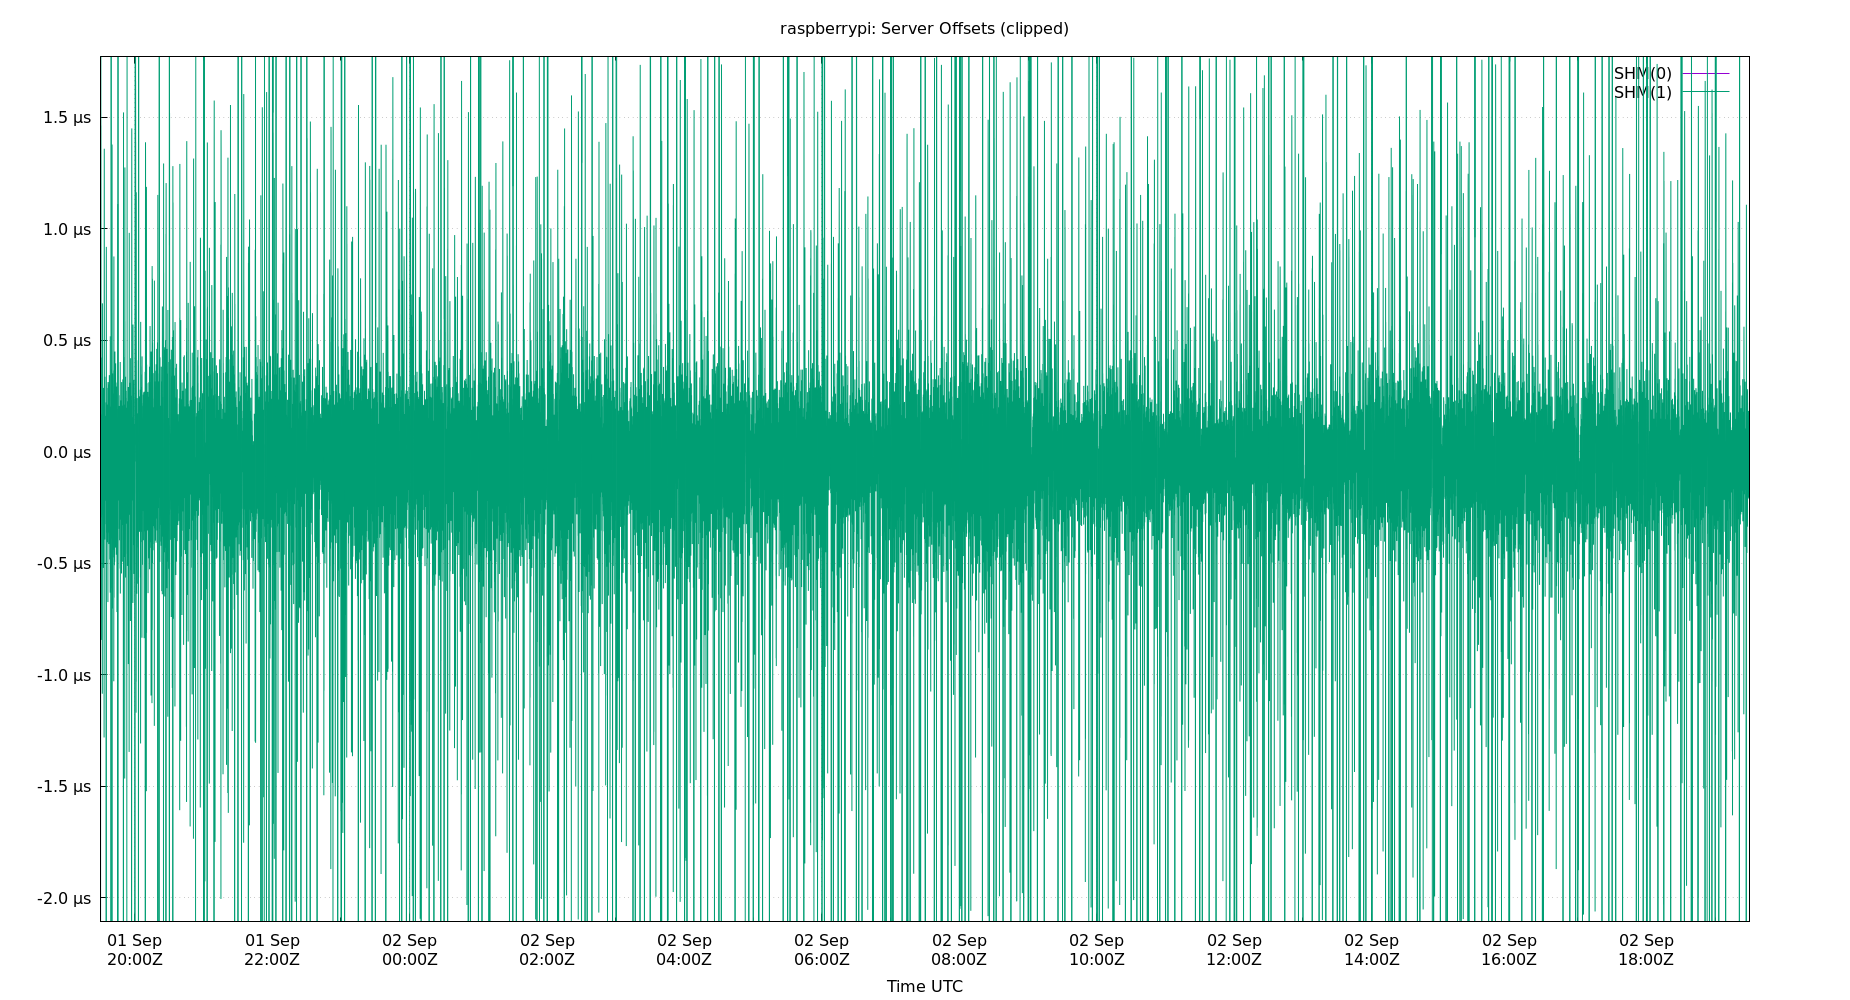 raspberrypi: Server Offsets (clipped)
SHM(0)
SHM(1)
1.5 µs
1.0 µs
0.5 µs
0.0 µs
-0.5 µs
-1.0 µs
-1.5 µs
-2.0 µs
01 Sep 01 Sep 02 Sep 02 Sep 02 Sep 02 Sep 02 Sep 02 Sep 02 Sep 02 Sep 02 Sep 02 Sep
20:00Z 22:00Z 00:00Z 02:00Z 04:00Z 06:00Z 08:00Z 10:00Z 12:00Z 14:00Z 16:00Z 18:00Z
Time UTC